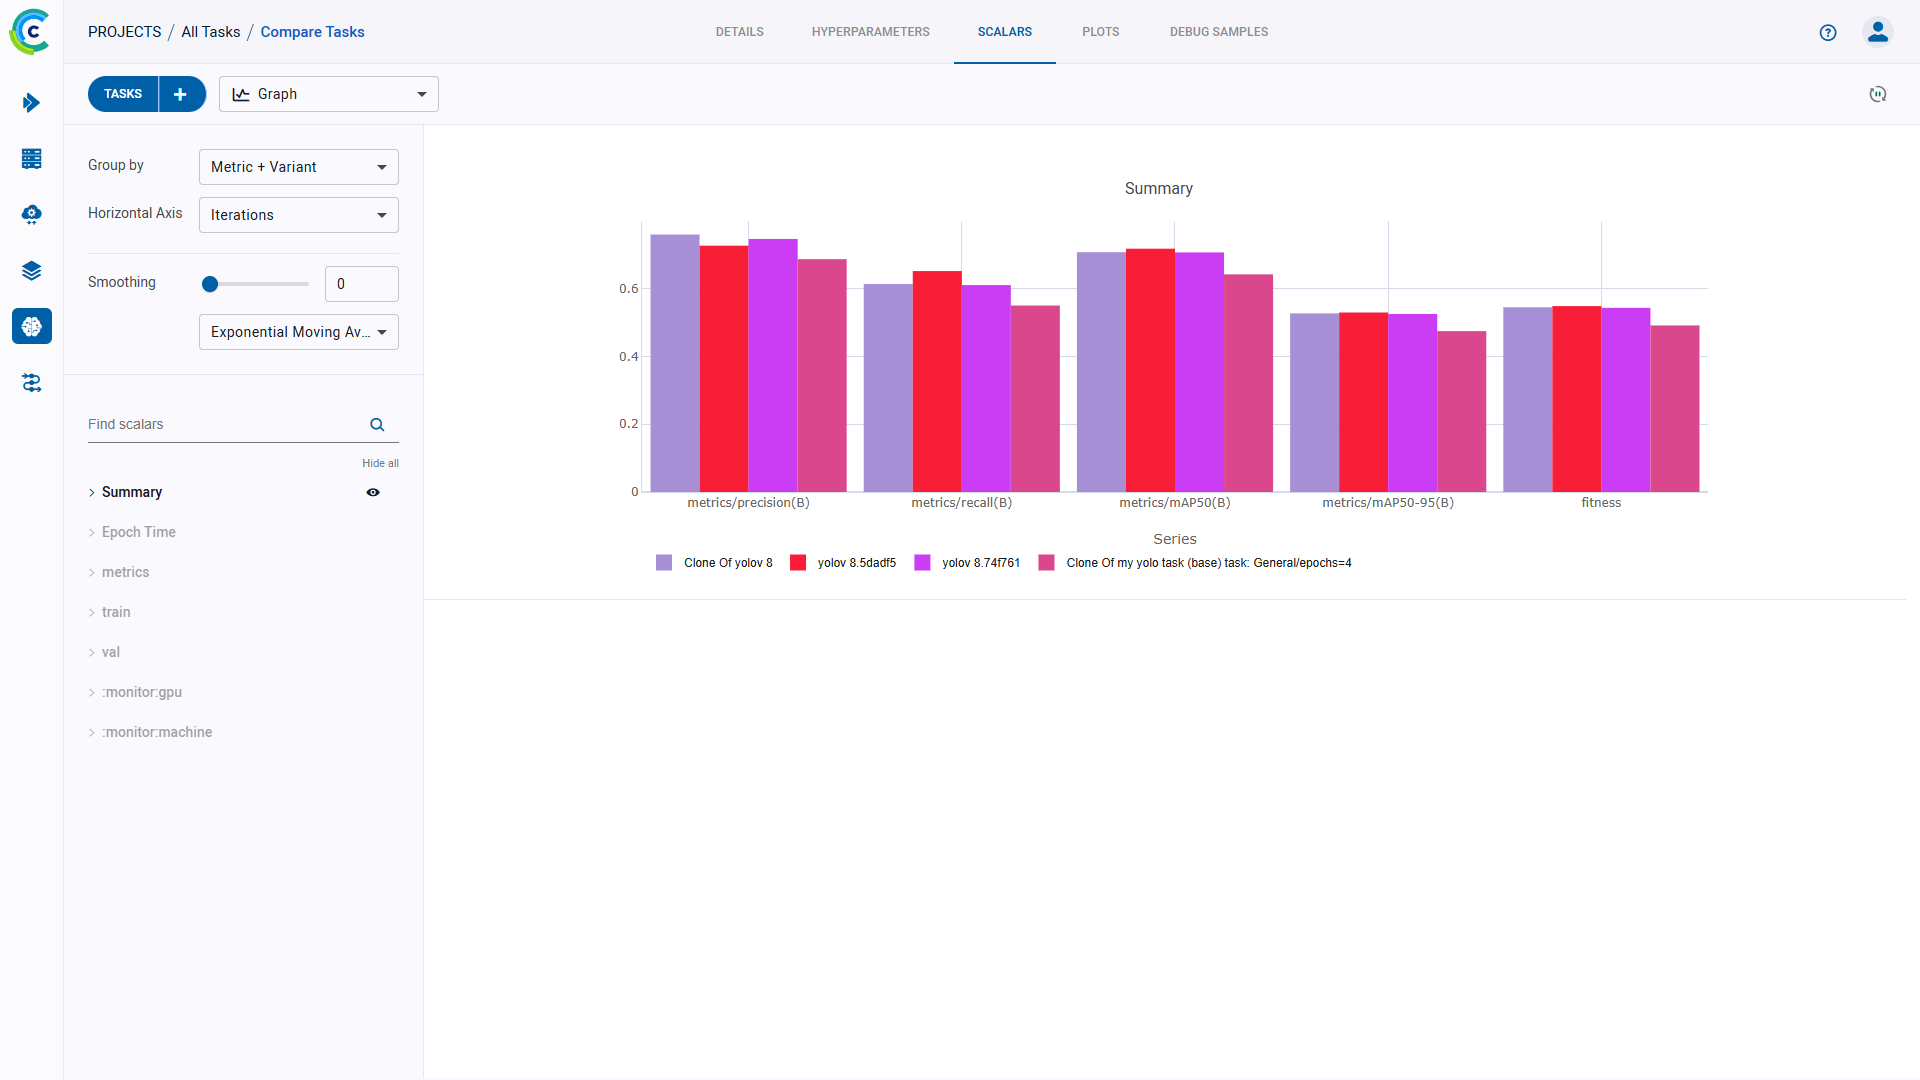 PROJECTS / All Tasks / Compare Tasks
DETAILS
HYPERPARAMETERS
SCALARS
PLOTS
DEBUG SAMPLES
TASKS
+
Graph
Group by
Metric + Variant
Horizontal Axis
Iterations
Smoothing
0
Exponential Moving Av...
Find scalars
Hide all
Summary
Epoch Time
metrics
train
val
:monitor:gpu
:monitor:machine
Summary
0.6
0.4
0.2
0
metrics/precision(B)
metrics/recall(B)
metrics/mAP50(B)
metrics/mAP50-95(B)
fitness
Series
Clone Of yolov 8
yolov 8.5dadf5
yolov 8.74f761
Clone Of my yolo task (base) task: General/epochs=4